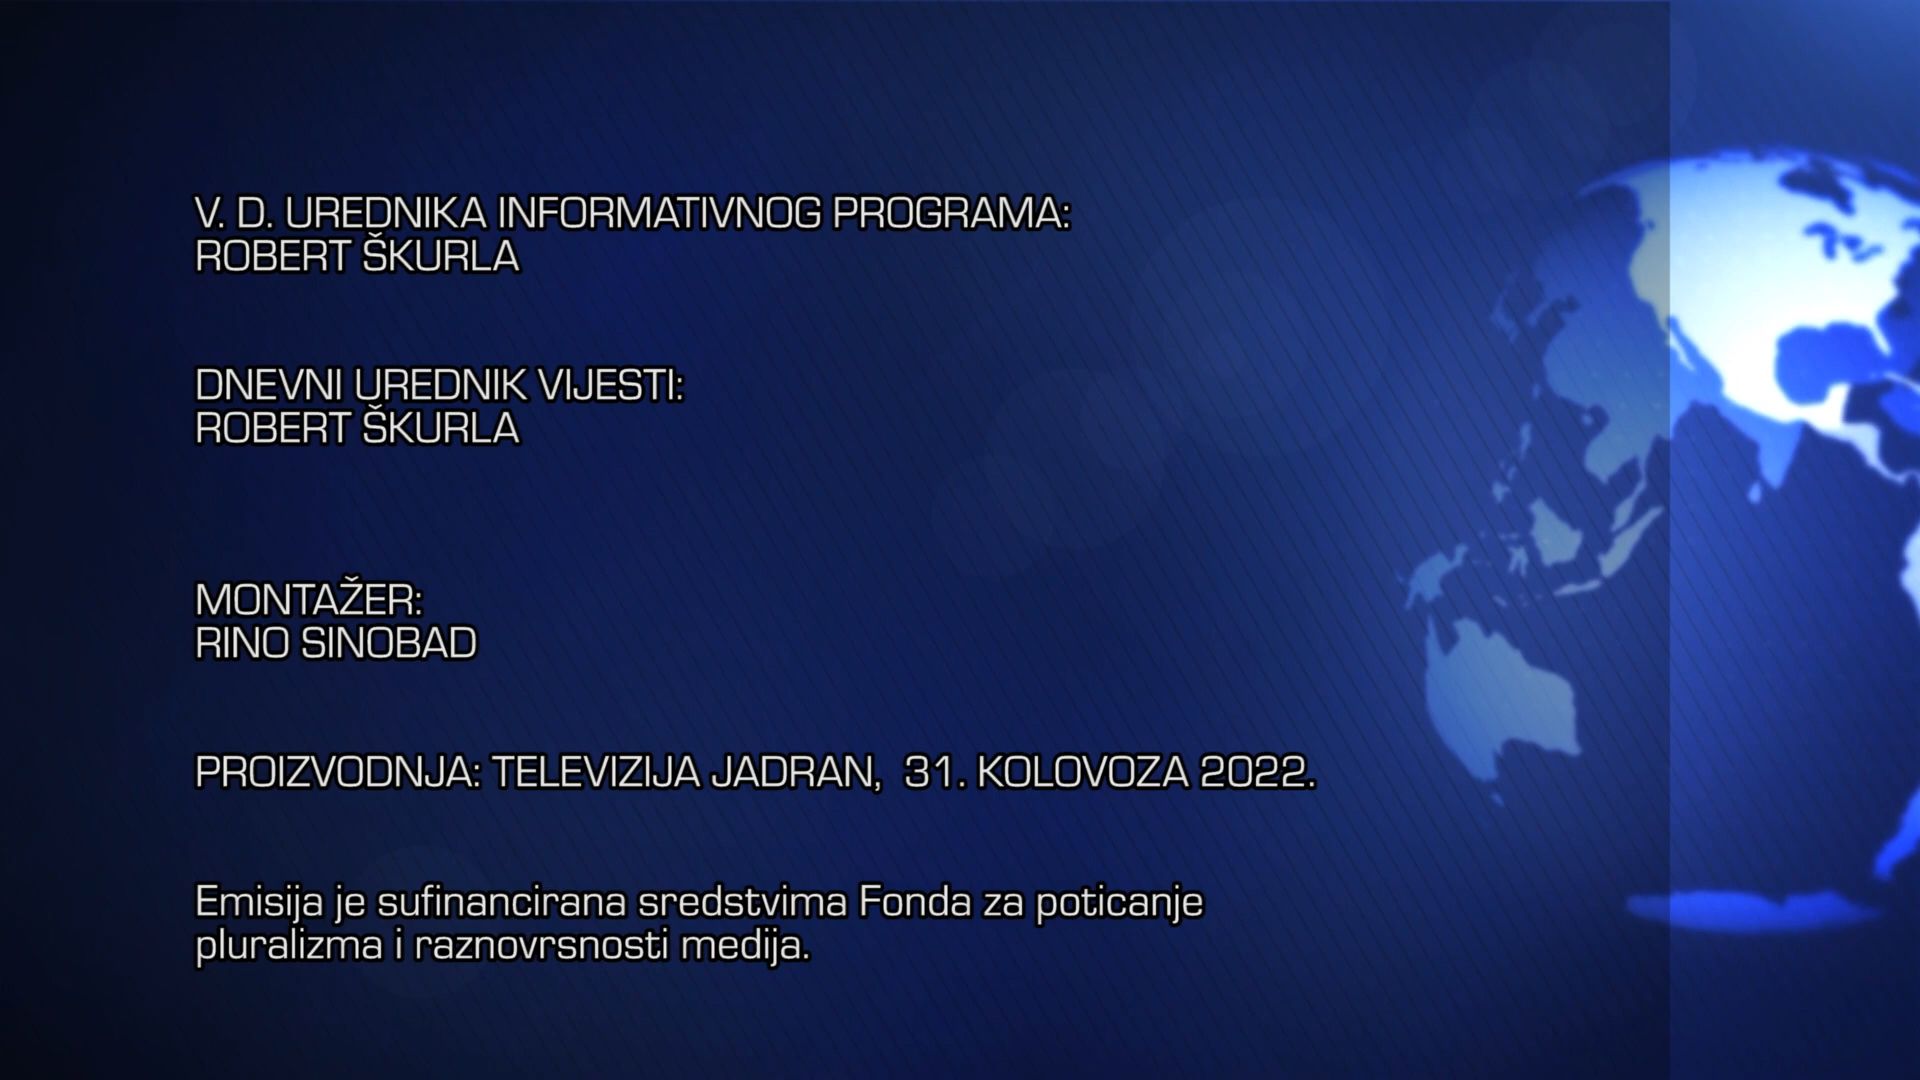 V. D. UREDNIKA INFORMATIVNOG PROGRAMA:
ROBERT ŠKURLA
DNEVNI UREDNIK VIJESTI:
ROBERT ŠKURLA
MONTAŽER:
RINO SINOBAD
PROIZVODNJA: TELEVIZIJA JADRAN, 31. KOLOVOZA 2022.
Emisija je sufinancirana sredstvima Fonda za poticanje
pluralizma i raznovrsnosti medija.